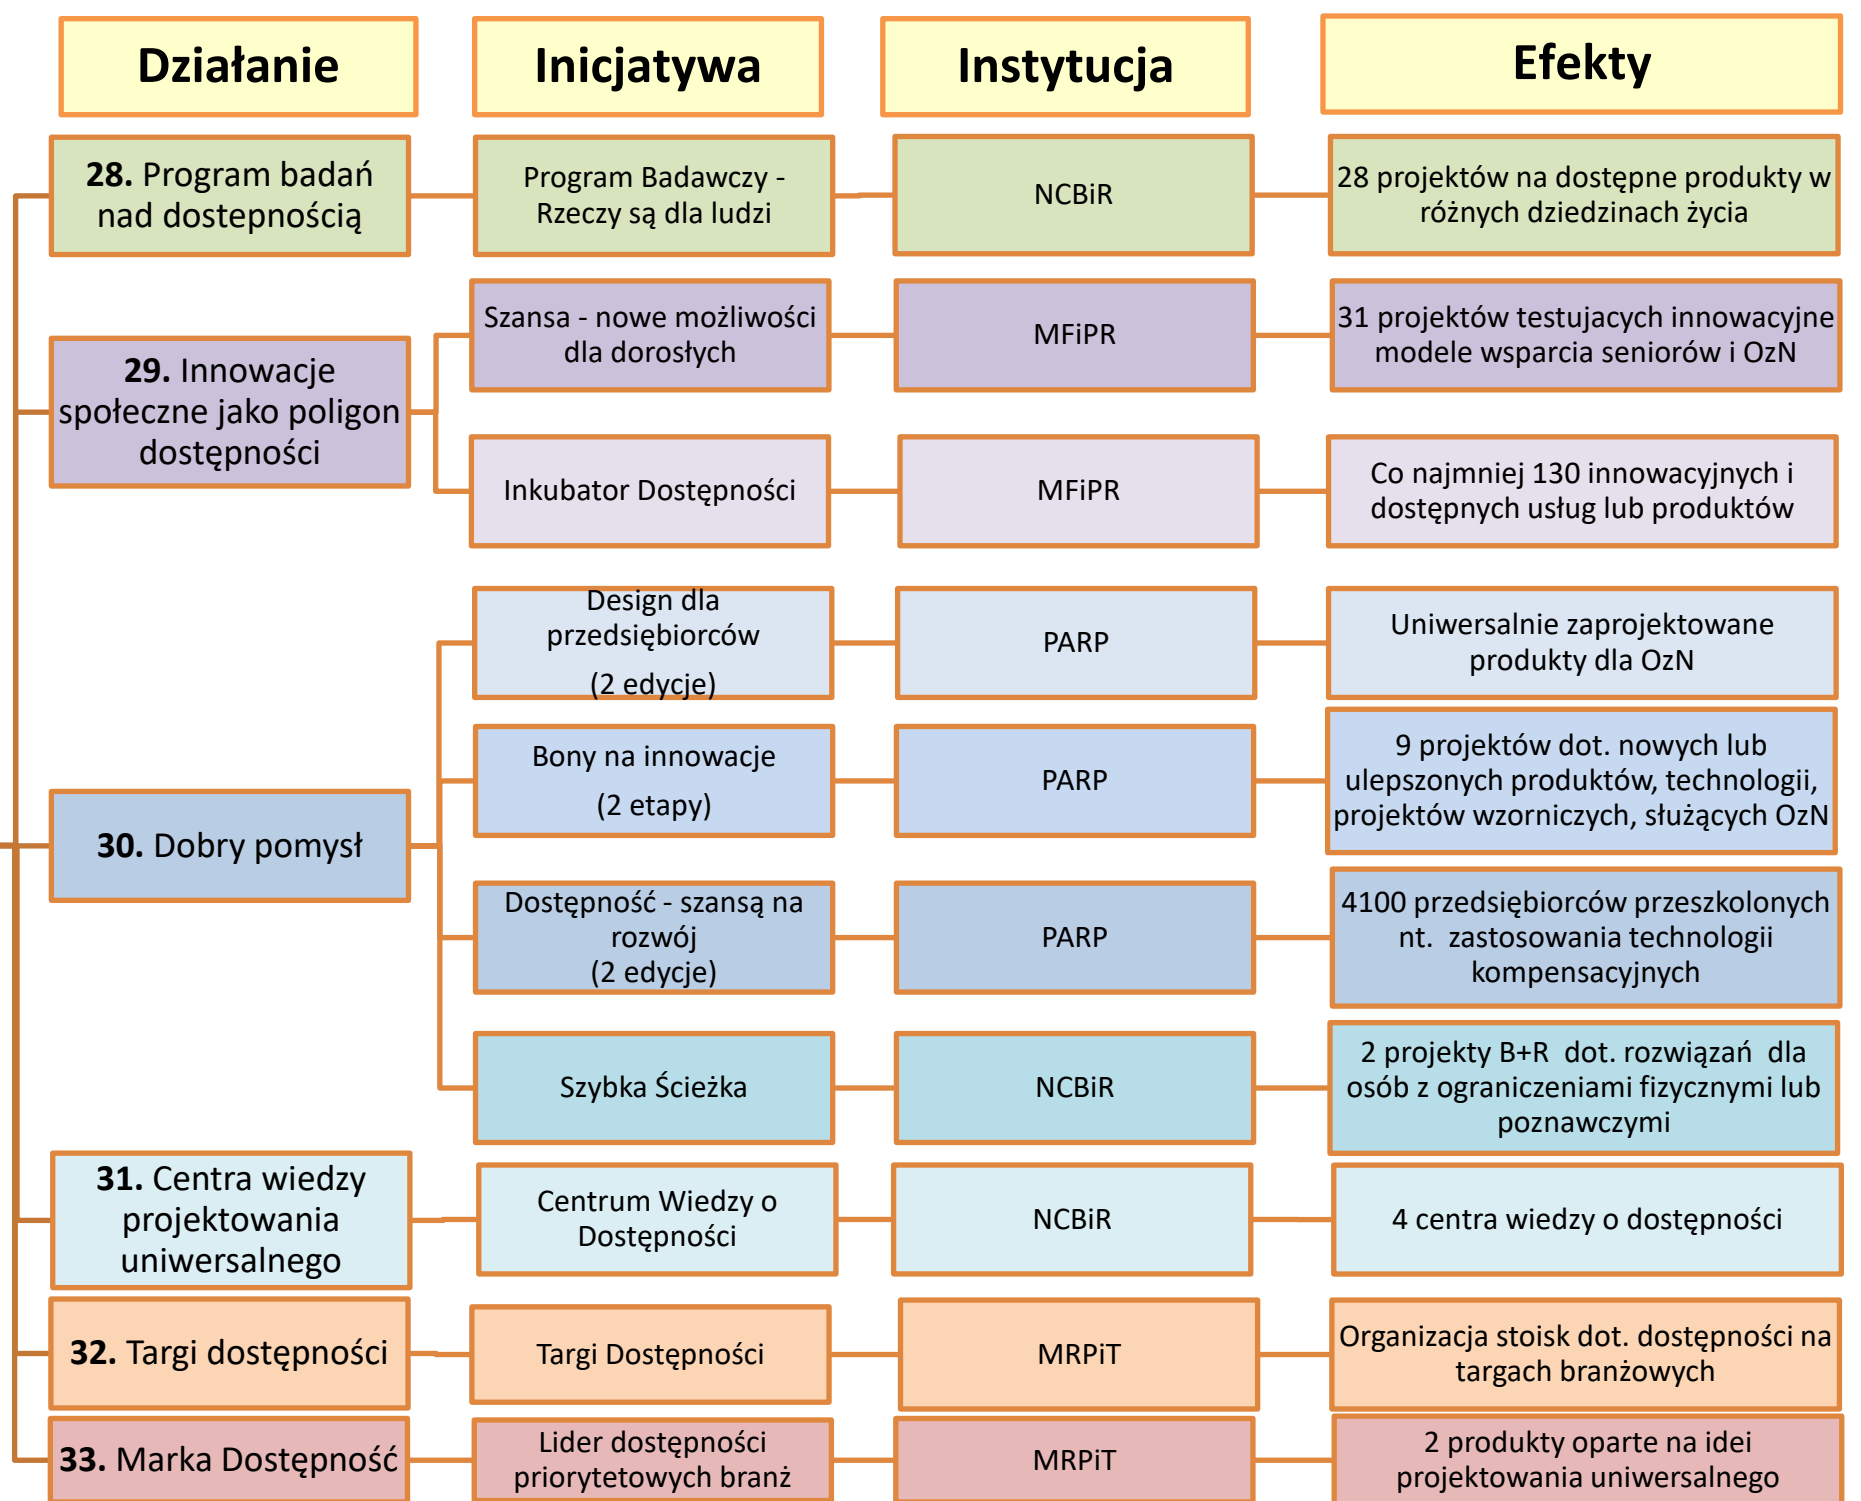 Działanie
Inicjatywa
Instytucja
Efekty
28. Program badań
nad dostepnością
Program Badawczy -
Rzeczy są dla ludzi
NCBiR
28 projektów na dostępne produkty w
różnych dziedzinach życia
29. Innowacje
społeczne jako poligon
dostępności
Szansa - nowe możliwości
dla dorosłych
MFiPR
31 projektów testujacych innowacyjne
modele wsparcia seniorów i OzN
Inkubator Dostępności
MFiPR
Co najmniej 130 innowacyjnych i
dostępnych usług lub produktów
30. Dobry pomysł
Design dla
przedsiębiorców
(2 edycje)
PARP
Uniwersalnie zaprojektowane
produkty dla OzN
Bony na innowacje
(2 etapy)
PARP
9 projektów dot. nowych lub
ulepszonych produktów, technologii,
projektów wzorniczych, służących OzN
Dostępność - szansą na
rozwój
(2 edycje)
PARP
4100 przedsiębiorców przeszkolonych
nt.  zastosowania technologii
kompensacyjnych
Szybka Ścieżka
NCBiR
2 projekty B+R  dot. rozwiązań  dla
osób z ograniczeniami fizycznymi lub
poznawczymi
31. Centra wiedzy
projektowania
uniwersalnego
Centrum Wiedzy o
Dostępności
NCBiR
4 centra wiedzy o dostępności
32. Targi dostępności
Targi Dostępności
MRPiT
Organizacja stoisk dot. dostępności na
targach branżowych
33. Marka Dostępność
Lider dostępności
priorytetowych branż
MRPiT
2 produkty oparte na idei
projektowania uniwersalnego